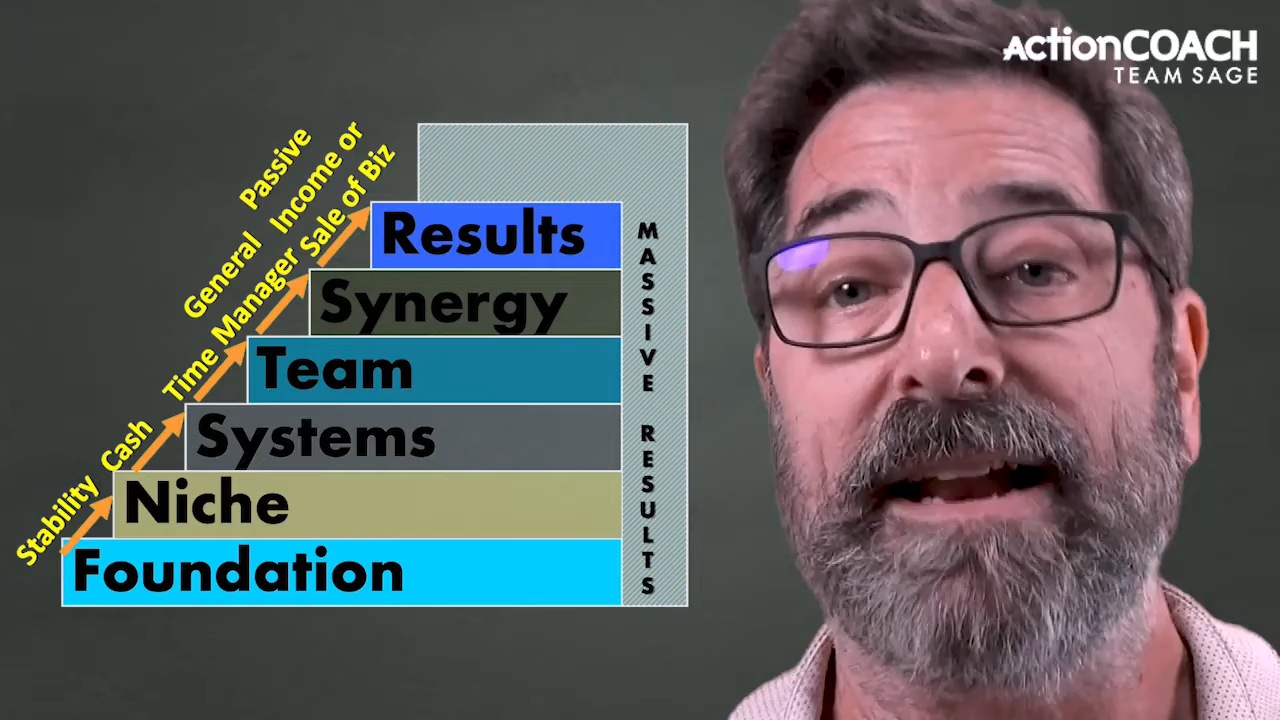 ActionCOACH
TEAM SAGE
Passive
Income or
Sale of Biz
General
Manager
Time
Cash
Stability
Results
Synergy
Team
Systems
Niche
Foundation
MASSIVE RESULTS